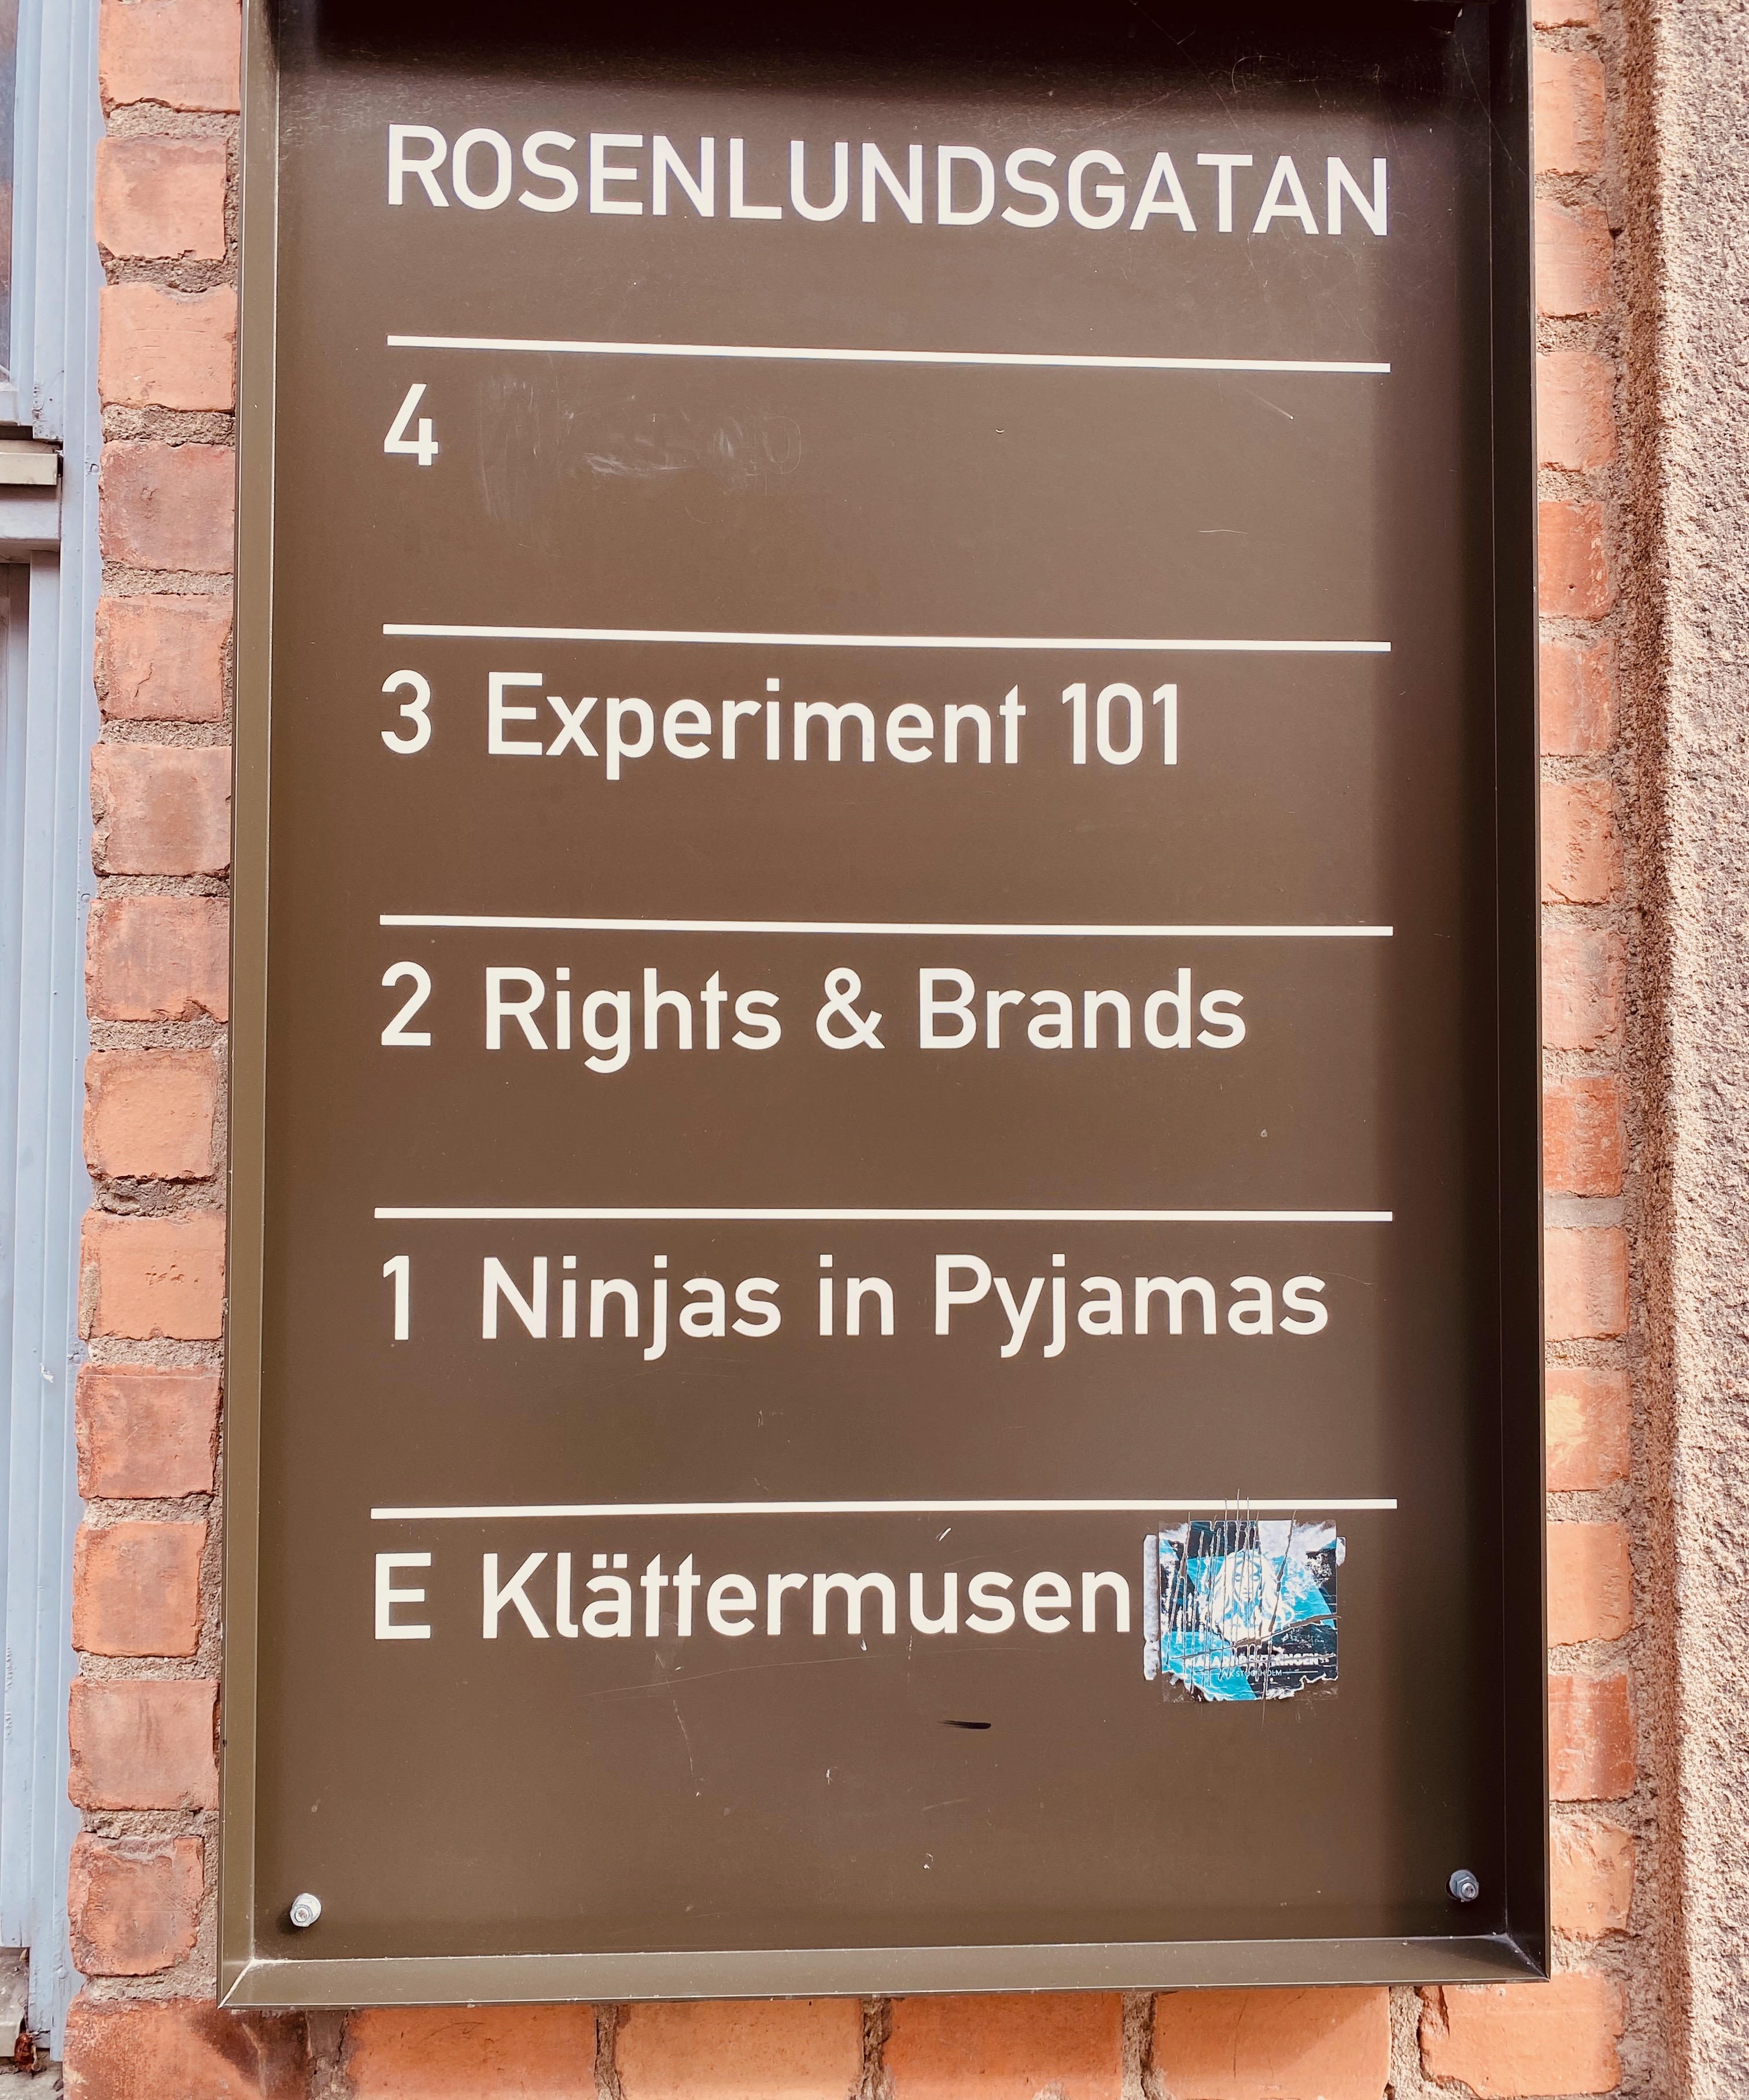 ROSENLUNDSGATAN
4
3 Experiment 101
2 Rights & Brands
1 Ninjas in Pyjamas
E Klättermusen